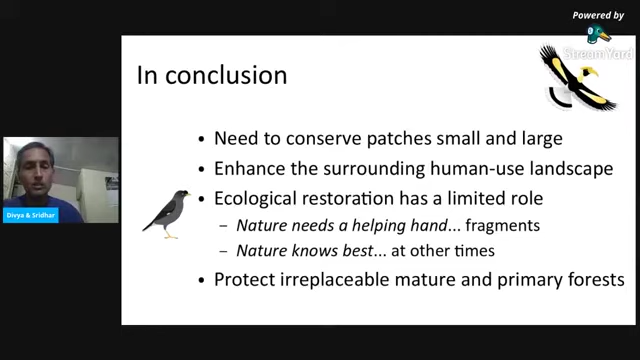 Powered by
StreamYard
In conclusion
• Need to conserve patches small and large
• Enhance the surrounding human-use landscape
• Ecological restoration has a limited role
– Nature needs a helping hand... fragments
– Nature knows best... at other times
• Protect irreplaceable mature and primary forests
Divya & Sridhar